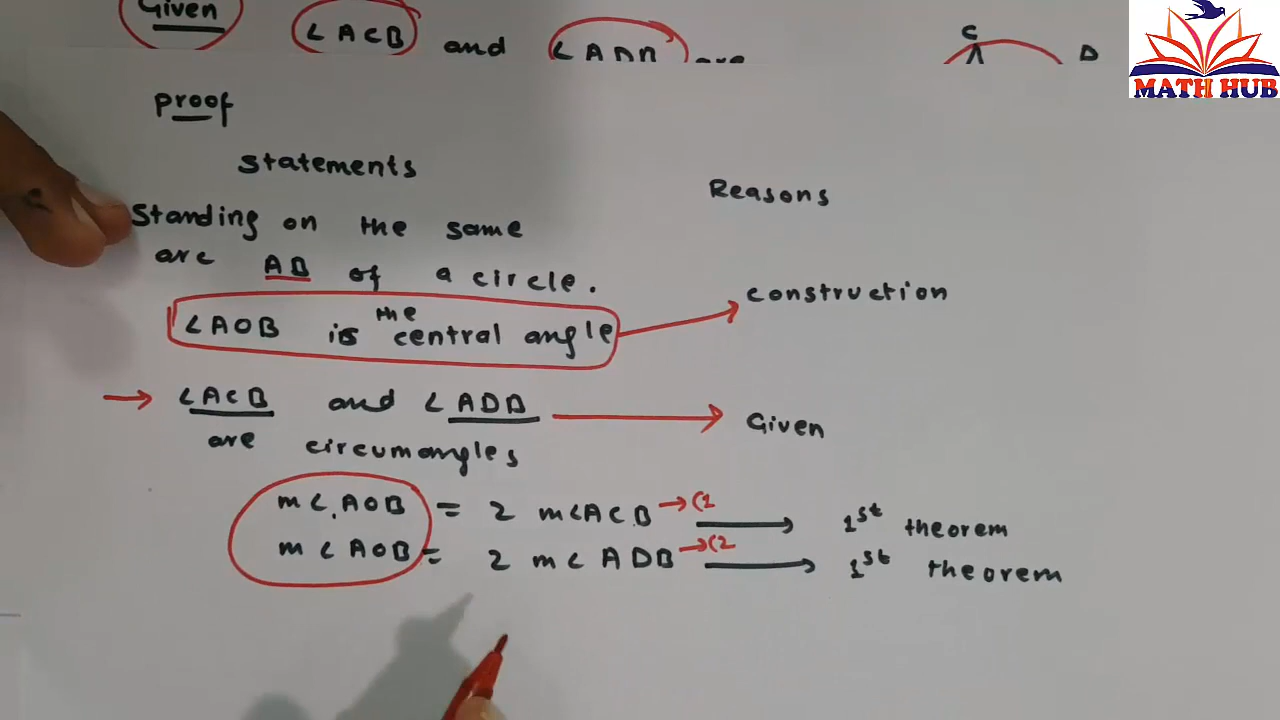 Given ∠ACB and ∠ADB are
C
D
MATH HUB
proof
statements
Reasons
Standing on the same
arc AB of a circle.
∠AOB is the central angle → construction
→ ∠ACB and ∠ADB → Given
are circumangles
m∠AOB = 2 m∠ACB →(1 → 1st theorem
m∠AOB = 2 m∠ADB →(2 → 1st theorem